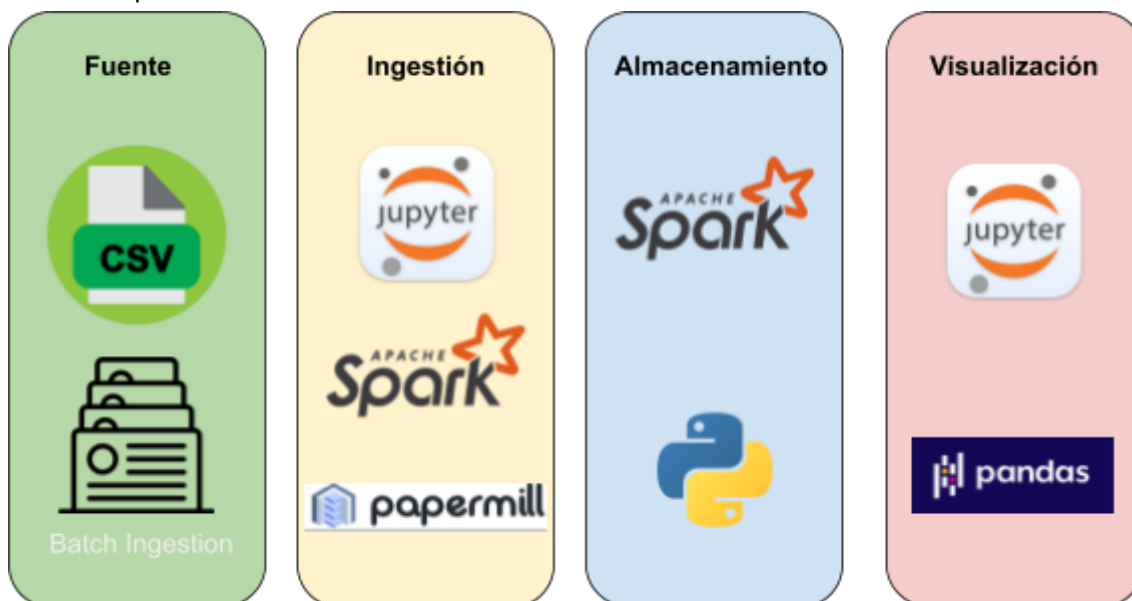 Fuente
Ingestión
Almacenamiento
Visualización
CSV
Batch Ingestion
jupyter
APACHE
Spark
papermill
APACHE
Spark
jupyter
pandas